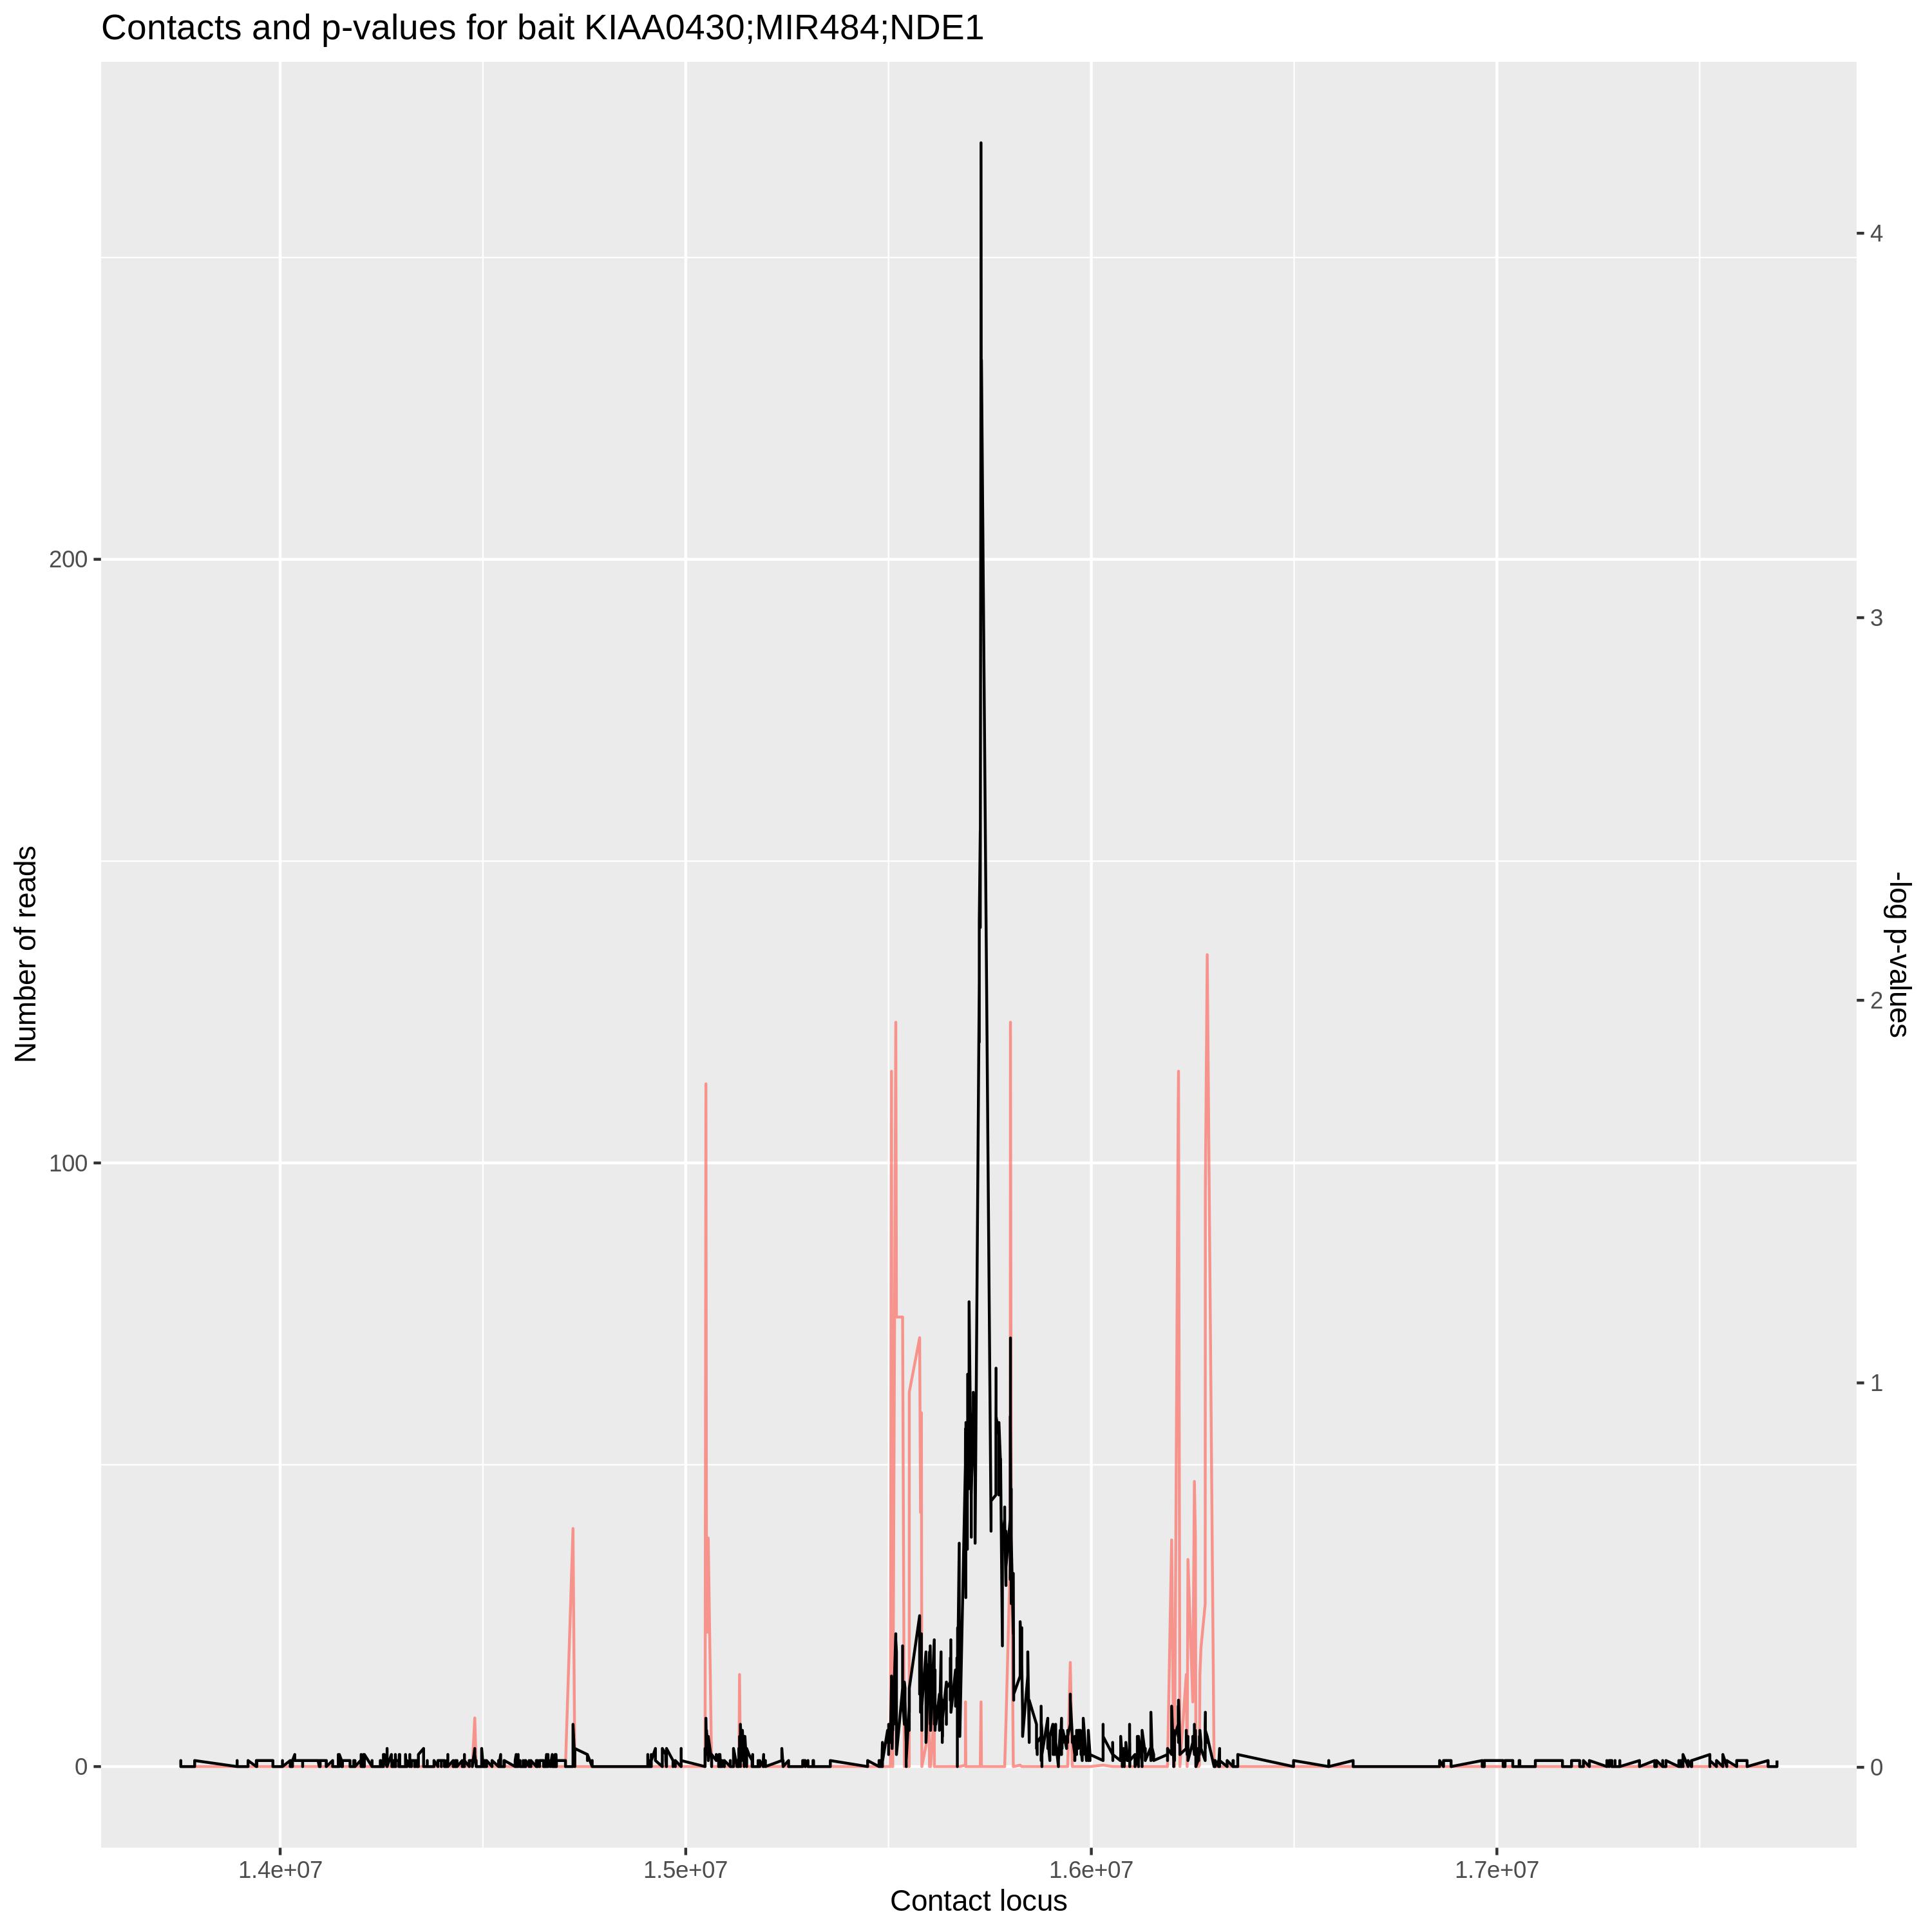 Contacts and p-values for bait KIAA0430;MIR484;NDE1
Number of reads
200
100
0
4
3
2
1
0
-log p-values
1.4e+07 1.5e+07 1.6e+07 1.7e+07
Contact locus